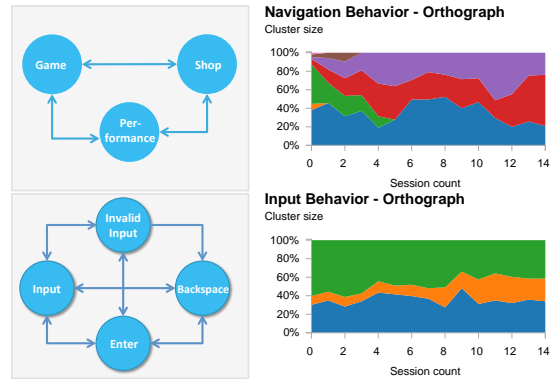 Game
Shop
Per-
formance
Navigation Behavior - Orthograph
Cluster size
100%
80%
60%
40%
20%
0 2 4 6 8 10 12 14
Session count
Invalid
Input
Input
Backspace
Enter
Input Behavior - Orthograph
Cluster size
100%
80%
60%
40%
20%
0%
0 2 4 6 8 10 12 14
Session count